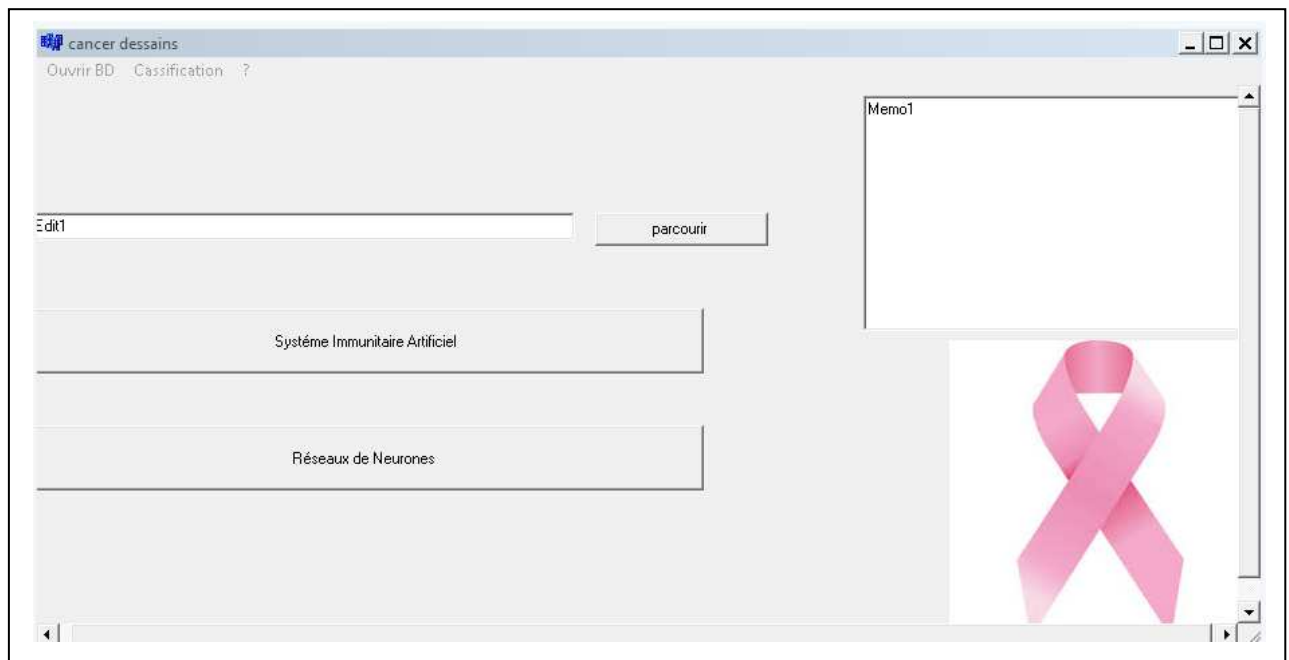 cancer dessains
Ouvrir BD Cassification ?
Memo1
Edit1
parcourir
Systéme Immunitaire Artificiel
Réseaux de Neurones